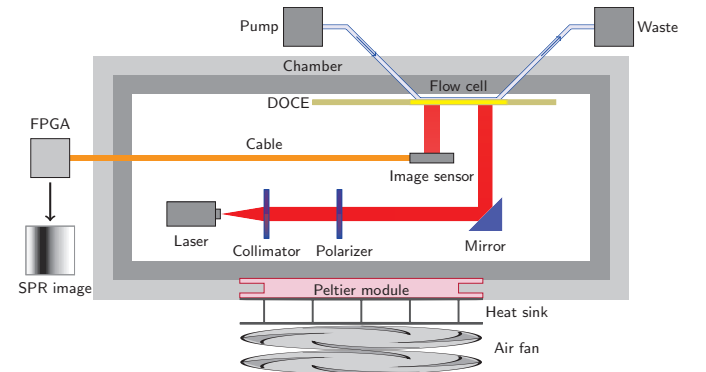 Pump
Waste
Chamber
Flow cell
DOCE
FPGA
Cable
Image sensor
Laser
Collimator
Polarizer
Mirror
SPR image
Peltier module
Heat sink
Air fan